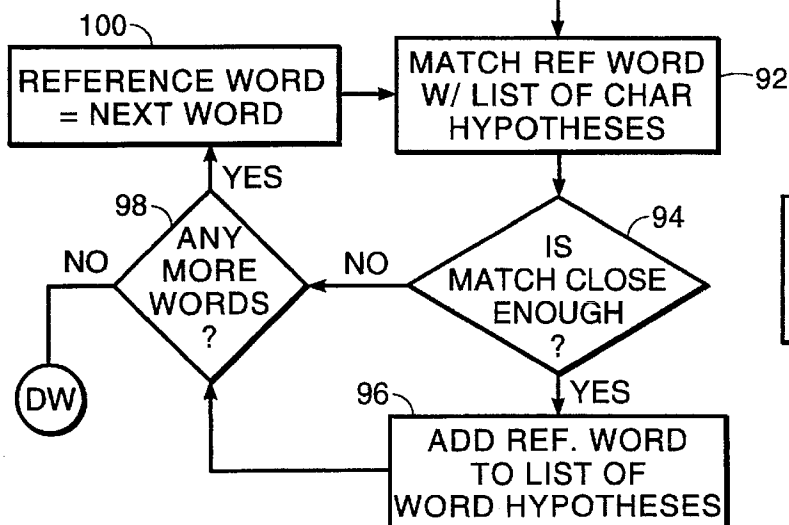 100
REFERENCE WORD
= NEXT WORD
MATCH REF WORD
W/ LIST OF CHAR
HYPOTHESES
92
YES
98
ANY
MORE
WORDS
?
NO
NO
94
IS
MATCH CLOSE
ENOUGH
?
YES
DW
96
ADD REF. WORD
TO LIST OF
WORD HYPOTHESES